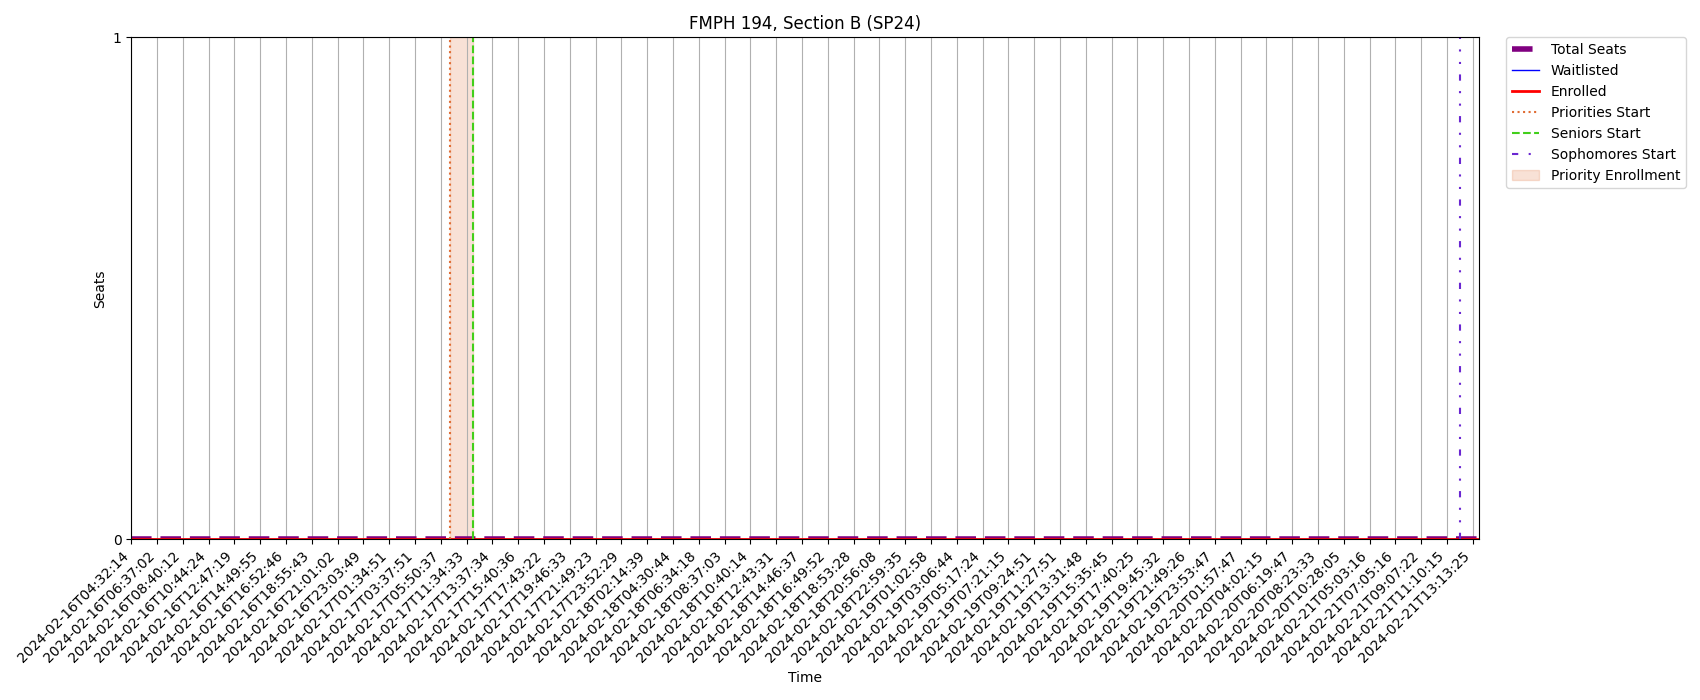 FMPH 194, Section B (SP24)
1
0
Seats
Total Seats
Waitlisted
Enrolled
Priorities Start
Seniors Start
Sophomores Start
Priority Enrollment
2024-02-16T04:32:14
2024-02-16T06:37:02
2024-02-16T08:40:12
2024-02-16T10:44:24
2024-02-16T12:47:19
2024-02-16T14:49:55
2024-02-16T16:52:46
2024-02-16T18:55:43
2024-02-16T21:01:02
2024-02-16T23:03:49
2024-02-17T01:34:51
2024-02-17T03:37:51
2024-02-17T05:50:37
2024-02-17T11:34:33
2024-02-17T13:37:34
2024-02-17T15:40:36
2024-02-17T17:43:22
2024-02-17T19:46:33
2024-02-17T21:49:23
2024-02-17T23:52:29
2024-02-18T02:14:39
2024-02-18T04:30:44
2024-02-18T06:34:18
2024-02-18T08:37:03
2024-02-18T10:40:14
2024-02-18T12:43:31
2024-02-18T14:46:37
2024-02-18T16:49:52
2024-02-18T18:53:28
2024-02-18T20:56:08
2024-02-18T22:59:35
2024-02-19T01:02:58
2024-02-19T03:06:44
2024-02-19T05:17:24
2024-02-19T07:21:15
2024-02-19T09:24:51
2024-02-19T11:27:51
2024-02-19T13:31:48
2024-02-19T15:35:45
2024-02-19T17:40:25
2024-02-19T19:45:32
2024-02-19T21:49:26
2024-02-19T23:53:47
2024-02-20T01:57:47
2024-02-20T04:02:15
2024-02-20T06:19:47
2024-02-20T08:23:33
2024-02-20T10:28:05
2024-02-21T05:03:16
2024-02-21T07:05:16
2024-02-21T09:07:22
2024-02-21T11:10:15
2024-02-21T13:13:25
Time